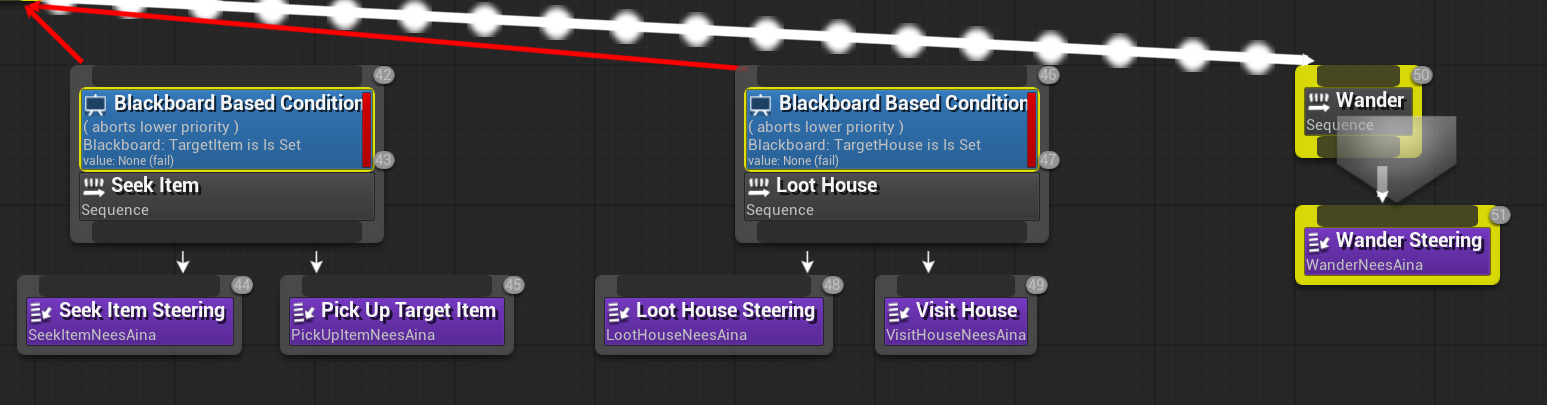 42
Blackboard Based Condition
( aborts lower priority )
Blackboard: TargetItem is Is Set
value: None (fail)
43
Seek Item
Sequence
44
Seek Item Steering
SeekItemNeesAina
45
Pick Up Target Item
PickUpItemNeesAina
46
Blackboard Based Condition
( aborts lower priority )
Blackboard: TargetHouse is Is Set
value: None (fail)
47
Loot House
Sequence
48
Loot House Steering
LootHouseNeesAina
49
Visit House
VisitHouseNeesAina
50
Wander
Sequence
51
Wander Steering
WanderNeesAina